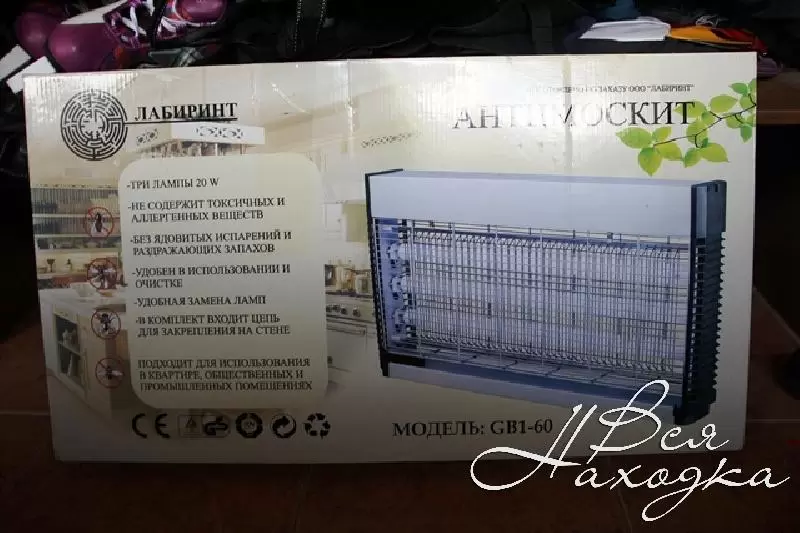 ЛАБИРИНТ
ЗАКАЗУ ООО "ЛАБИРИНТ"
АНТИМОСКИТ
-ТРИ ЛАМПЫ 20 W
-НЕ СОДЕРЖИТ ТОКСИЧНЫХ И
АЛЛЕРГЕННЫХ ВЕЩЕСТВ
-БЕЗ ЯДОВИТЫХ ИСПАРЕНИЙ И
РАЗДРАЖАЮЩИХ ЗАПАХОВ
-УДОБЕН В ИСПОЛЬЗОВАНИИ И
ОЧИСТКЕ
-УДОБНАЯ ЗАМЕНА ЛАМП
-В КОМПЛЕКТ ВХОДИТ ЦЕПЬ
ДЛЯ ЗАКРЕПЛЕНИЯ НА СТЕНЕ
ПОДХОДИТ ДЛЯ ИСПОЛЬЗОВАНИЯ
В КВАРТИРЕ, ОБЩЕСТВЕННЫХ И
ПРОМЫШЛЕННЫХ ПОМЕЩЕНИЯХ
CE
МОДЕЛЬ: GB1-60
Вся
Находка